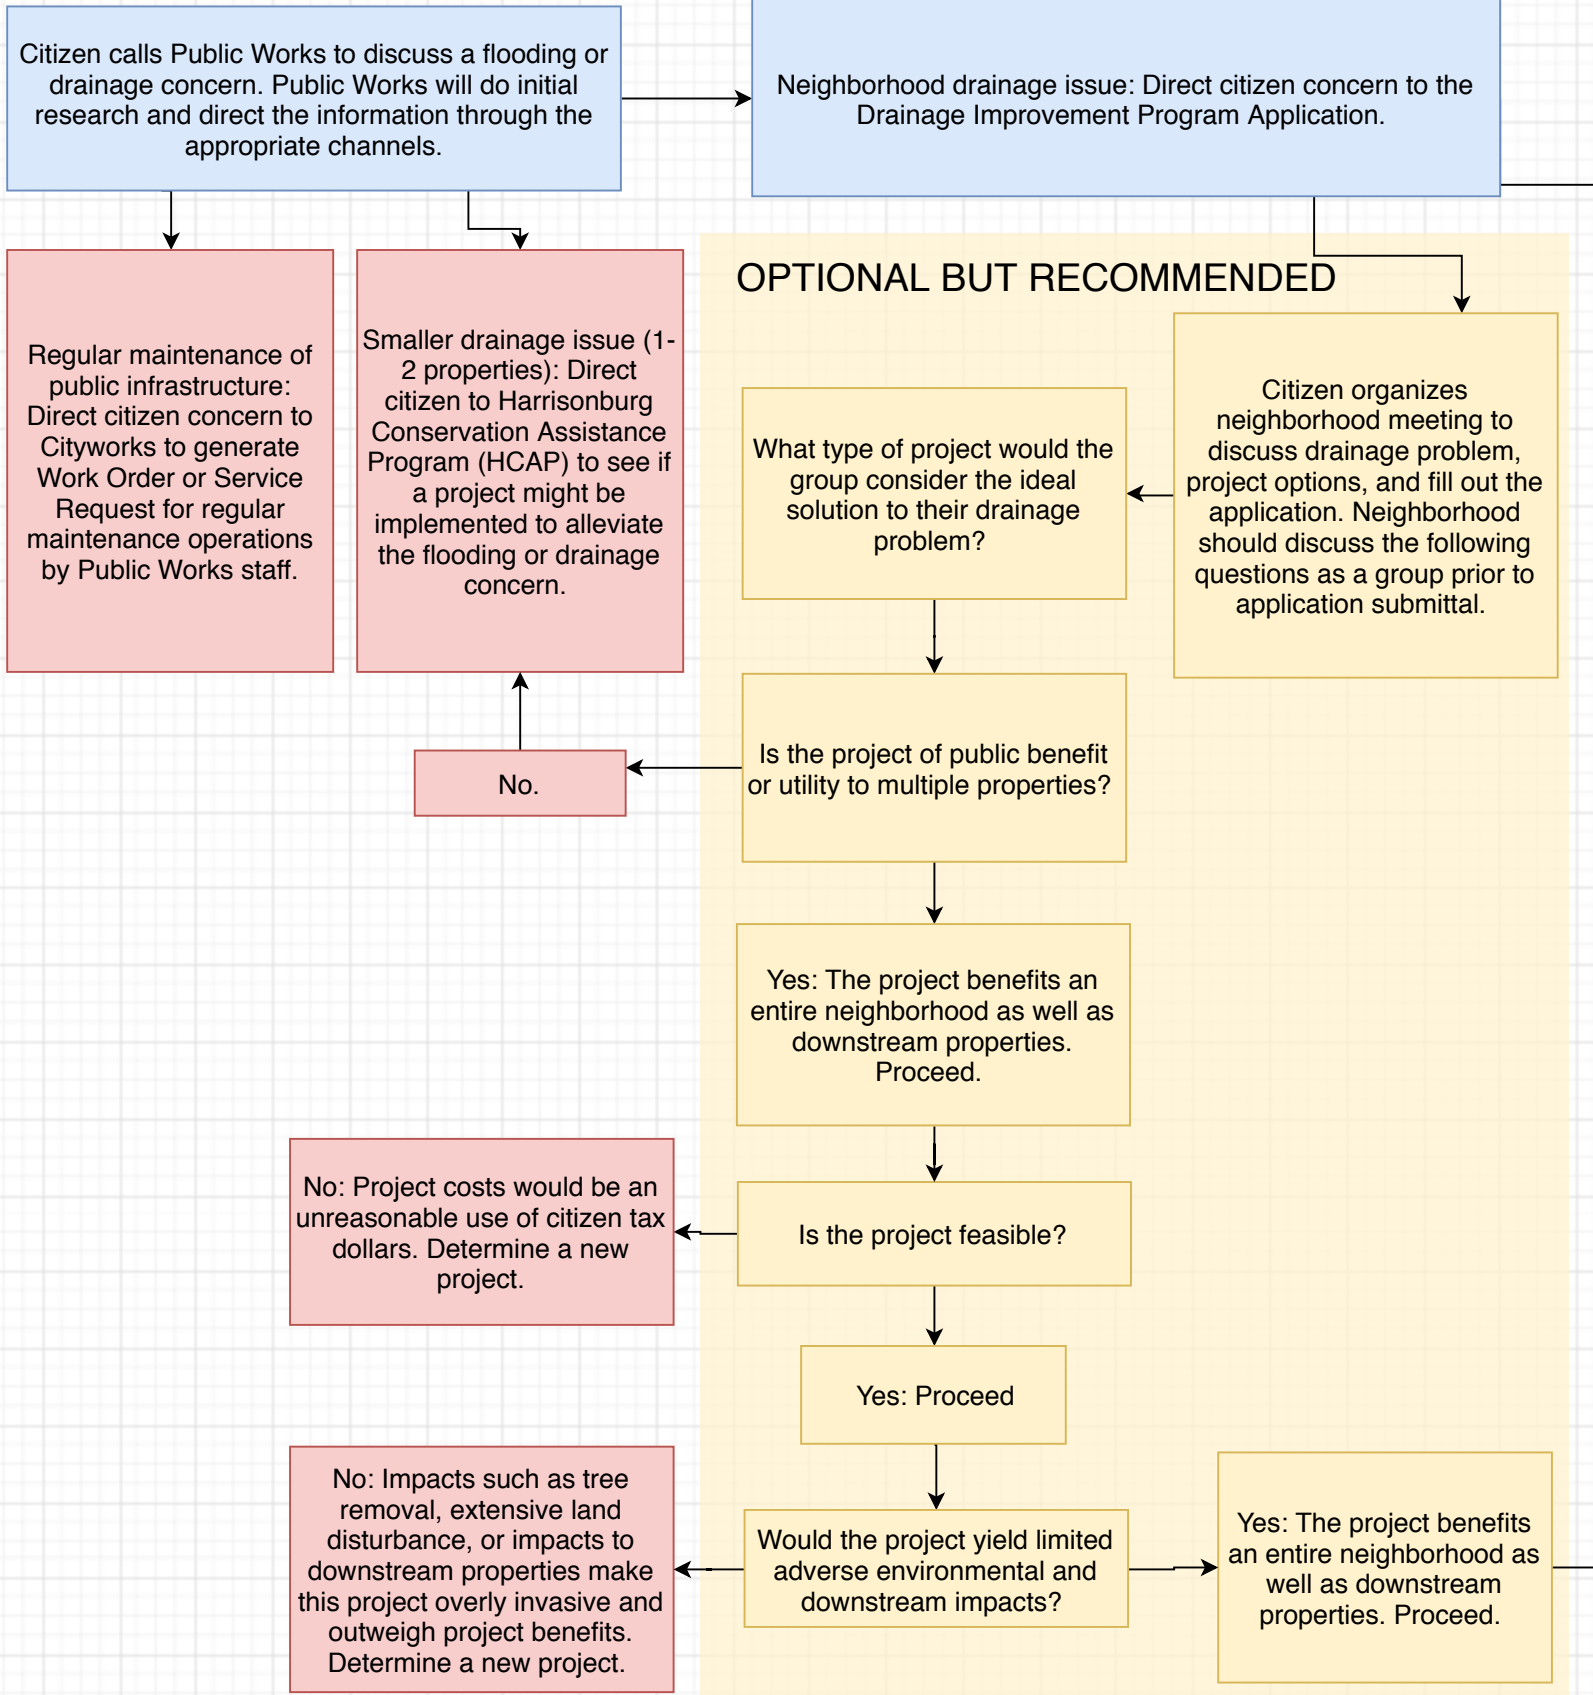 Citizen calls Public Works to discuss a flooding or
drainage concern. Public Works will do initial
research and direct the information through the
appropriate channels.
Neighborhood drainage issue: Direct citizen concern to the
Drainage Improvement Program Application.
Regular maintenance of
public infrastructure:
Direct citizen concern to
Cityworks to generate
Work Order or Service
Request for regular
maintenance operations
by Public Works staff.
Smaller drainage issue (1-
2 properties): Direct
citizen to Harrisonburg
Conservation Assistance
Program (HCAP) to see if
a project might be
implemented to alleviate
the flooding or drainage
concern.
OPTIONAL BUT RECOMMENDED
Citizen organizes
neighborhood meeting to
discuss drainage problem,
project options, and fill out the
application. Neighborhood
should discuss the following
questions as a group prior to
application submittal.
What type of project would the
group consider the ideal
solution to their drainage
problem?
Is the project of public benefit
or utility to multiple properties?
No.
Yes: The project benefits an
entire neighborhood as well as
downstream properties.
Proceed.
Is the project feasible?
No: Project costs would be an
unreasonable use of citizen tax
dollars. Determine a new
project.
Yes: Proceed
Would the project yield limited
adverse environmental and
downstream impacts?
No: Impacts such as tree
removal, extensive land
disturbance, or impacts to
downstream properties make
this project overly invasive and
outweigh project benefits.
Determine a new project.
Yes: The project benefits
an entire neighborhood as
well as downstream
properties. Proceed.